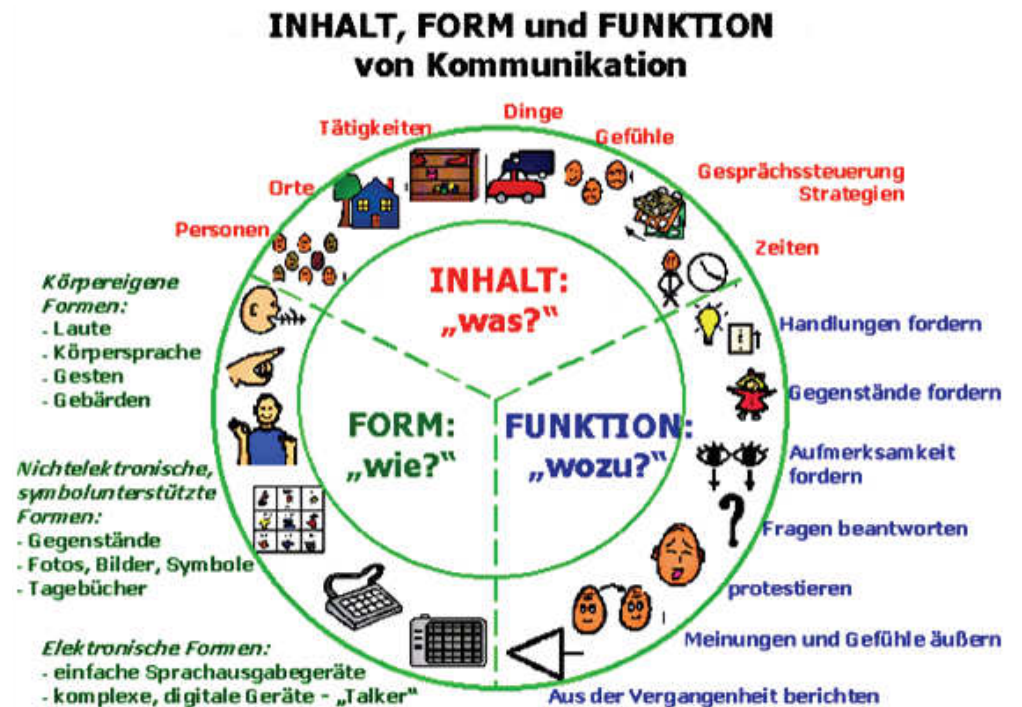 INHALT, FORM und FUNKTION
von Kommunikation
Personen
Orte
Tätigkeiten
Dinge
Gefühle
Gesprächssteuerung
Strategien
Zeiten
INHALT:
„was?“
FORM:
„wie?“
FUNKTION:
„wozu?“
Körpereigene
Formen:
- Laute
- Körpersprache
- Gesten
- Gebärden
Nichtelektronische,
symbolunterstützte
Formen:
- Gegenstände
- Fotos, Bilder, Symbole
- Tagebücher
Elektronische Formen:
- einfache Sprachausgabegeräte
- komplexe, digitale Geräte - „Talker“
Handlungen fordern
Gegenstände fordern
Aufmerksamkeit
fordern
Fragen beantworten
protestieren
Meinungen und Gefühle äußern
Aus der Vergangenheit berichten